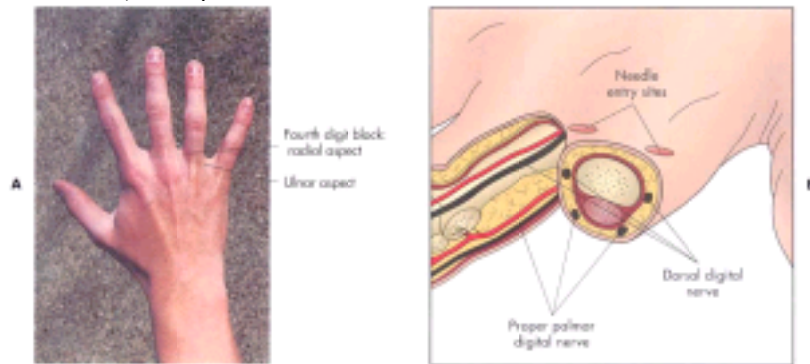 A
Fourth digit block:
radial aspect
Ulnar aspect
Needle
entry sites
Dorsal digital
nerve
Proper palmar
digital nerve